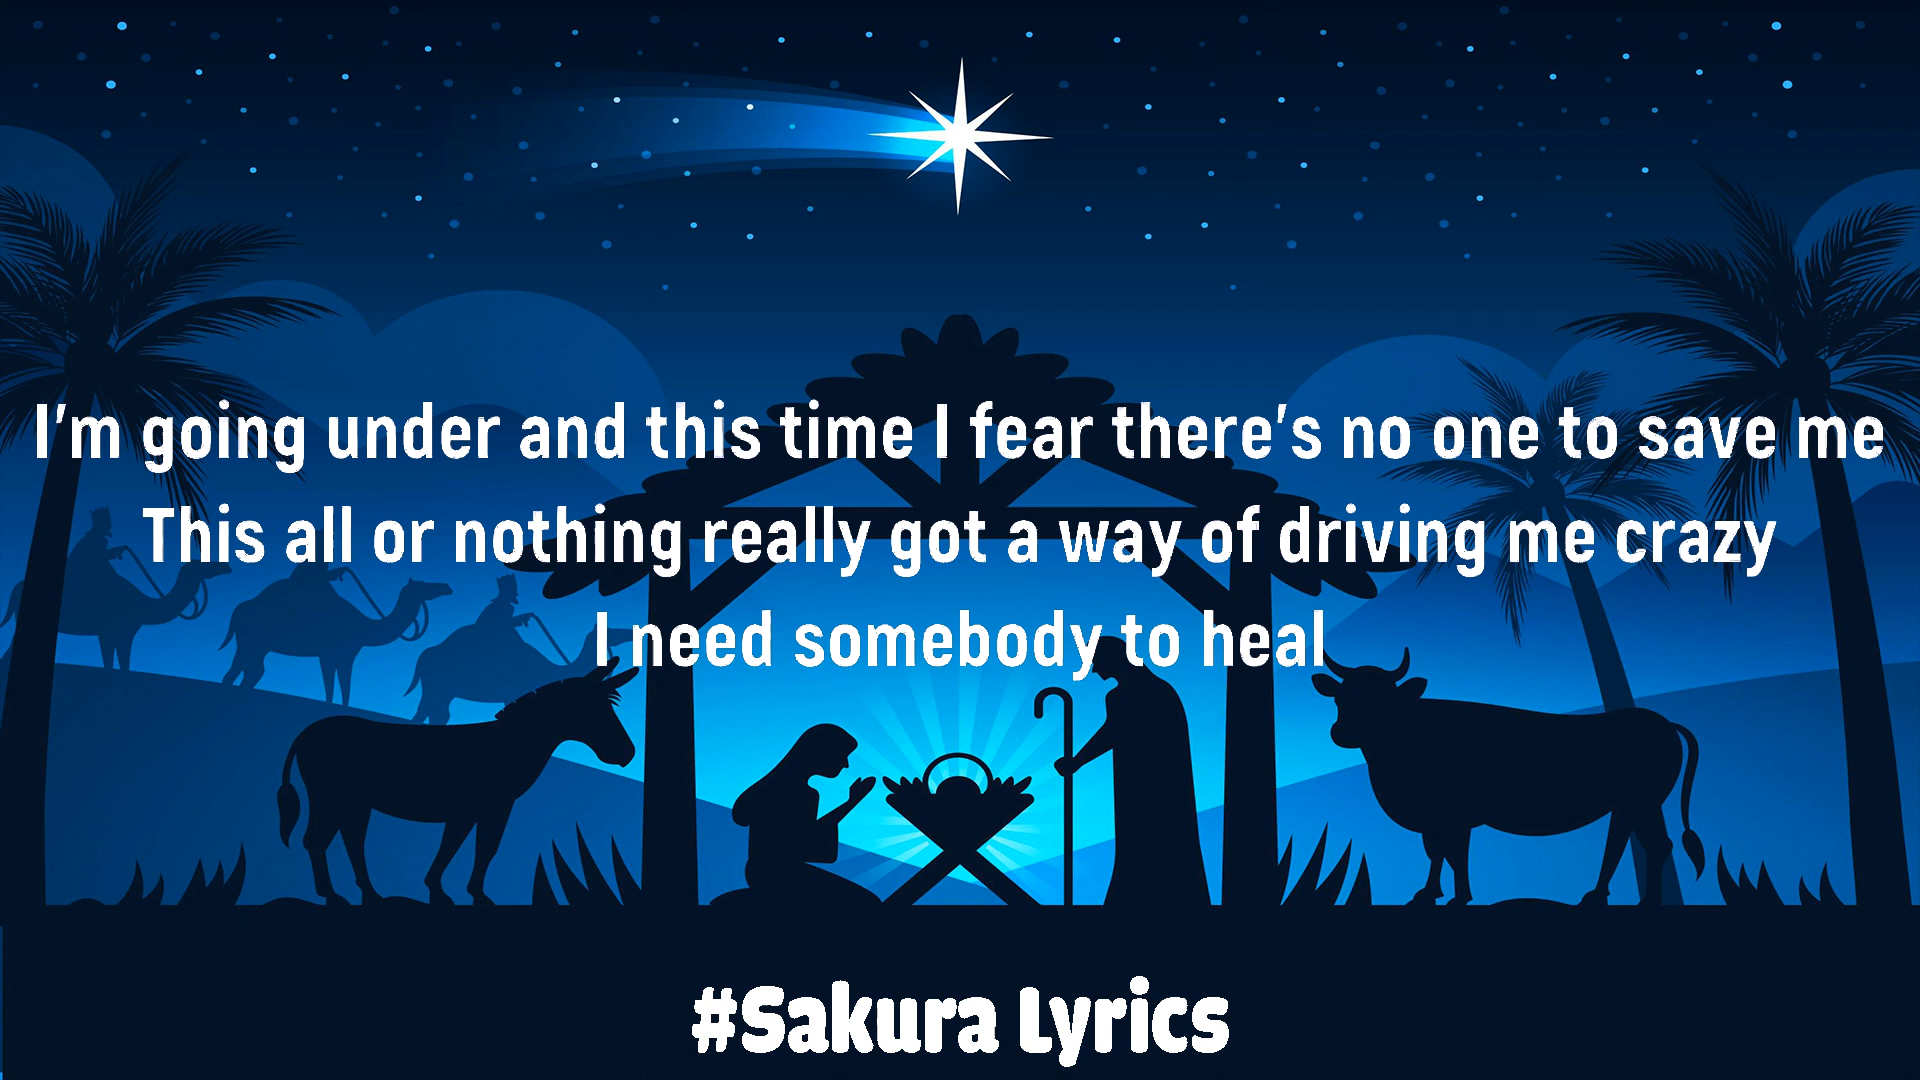 I'm going under and this time I fear there's no one to save me
This all or nothing really got a way of driving me crazy
I need somebody to heal
#Sakura Lyrics